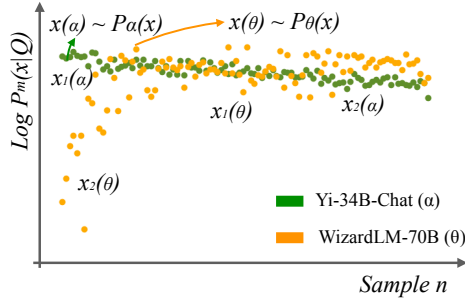 x(α) ~ Pα(x)
x(θ) ~ Pθ(x)
Log Pm(x|Q)
x1(α)
x1(θ)
x2(α)
x2(θ)
Yi-34B-Chat (α)
WizardLM-70B (θ)
Sample n